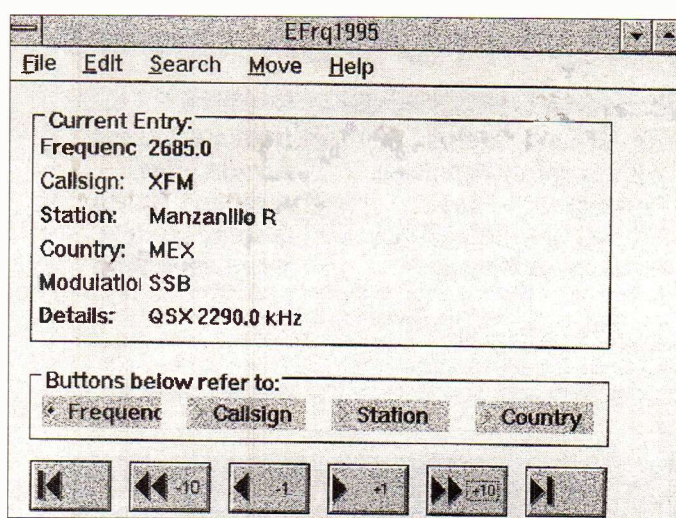 EFrq1995
File Edit Search Move Help
Current Entry:
Frequenc 2685.0
Callsign: XFM
Station: Manzanillo R
Country: MEX
Modulatio SSB
Details: QSX 2290.0 kHz
Buttons below refer to:
Frequenc Callsign Station Country
-10 -1 +1 +10